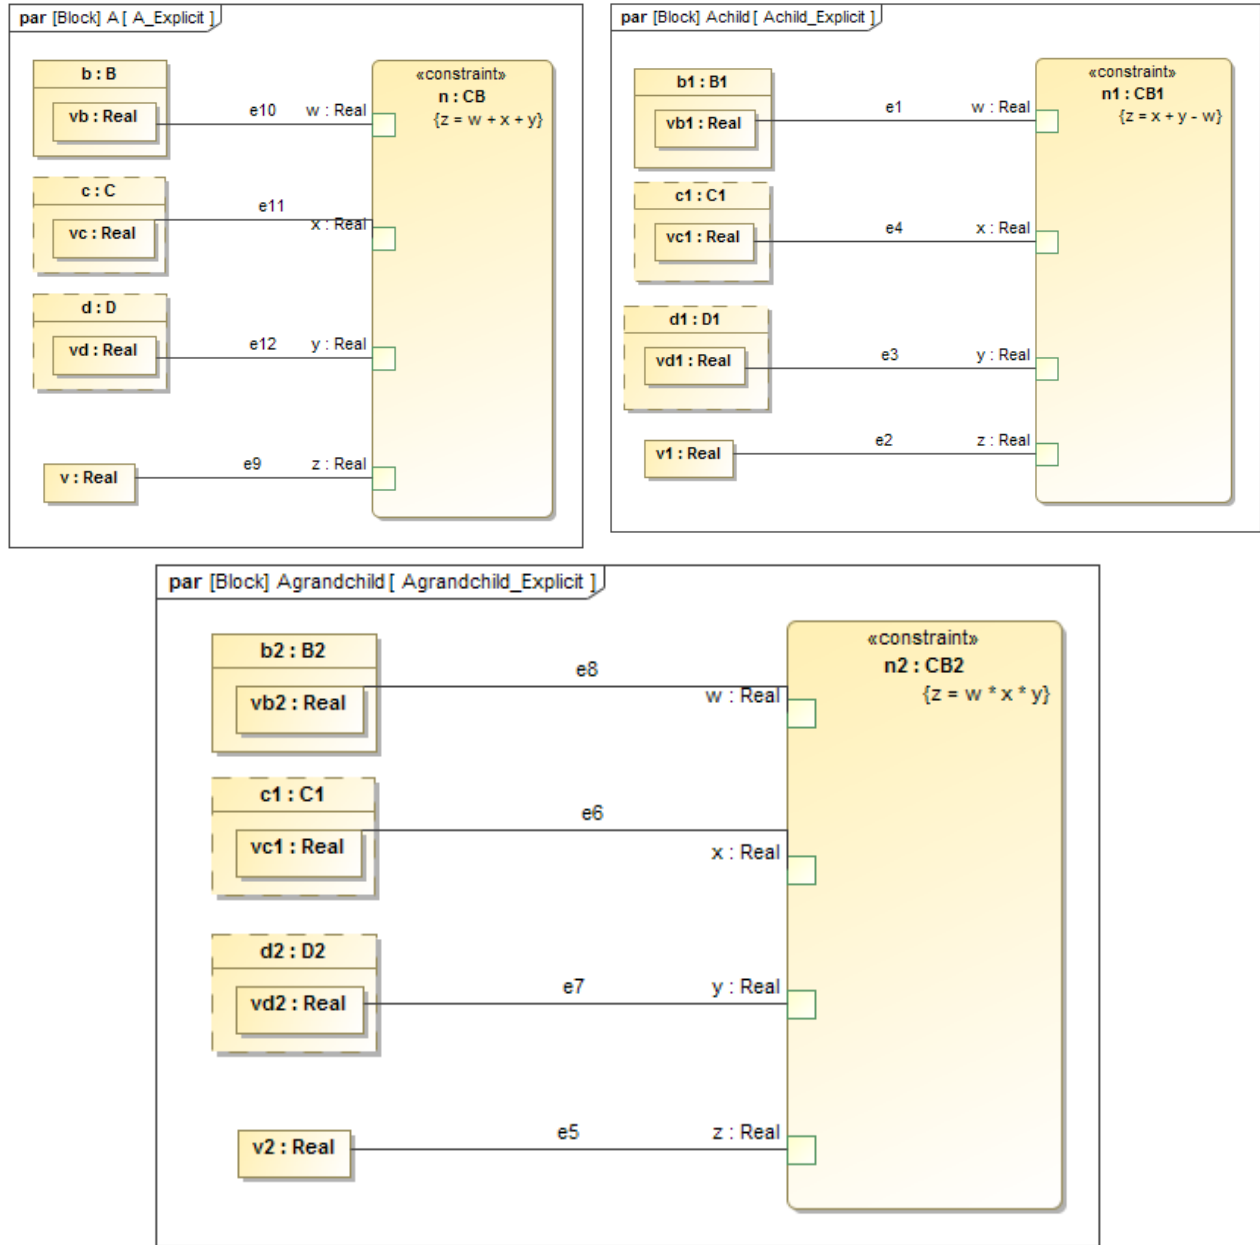 par [Block] A [ A_Explicit ]
b : B
vb : Real
e10
w : Real
c : C
vc : Real
e11
x : Real
d : D
vd : Real
e12
y : Real
v : Real
e9
z : Real
«constraint»
n : CB
{z = w + x + y}
par [Block] Achild [ Achild_Explicit ]
b1 : B1
vb1 : Real
e1
w : Real
c1 : C1
vc1 : Real
e4
x : Real
d1 : D1
vd1 : Real
e3
y : Real
v1 : Real
e2
z : Real
«constraint»
n1 : CB1
{z = x + y - w}
par [Block] Agrandchild [ Agrandchild_Explicit ]
b2 : B2
vb2 : Real
e8
w : Real
c1 : C1
vc1 : Real
e6
x : Real
d2 : D2
vd2 : Real
e7
y : Real
v2 : Real
e5
z : Real
«constraint»
n2 : CB2
{z = w * x * y}